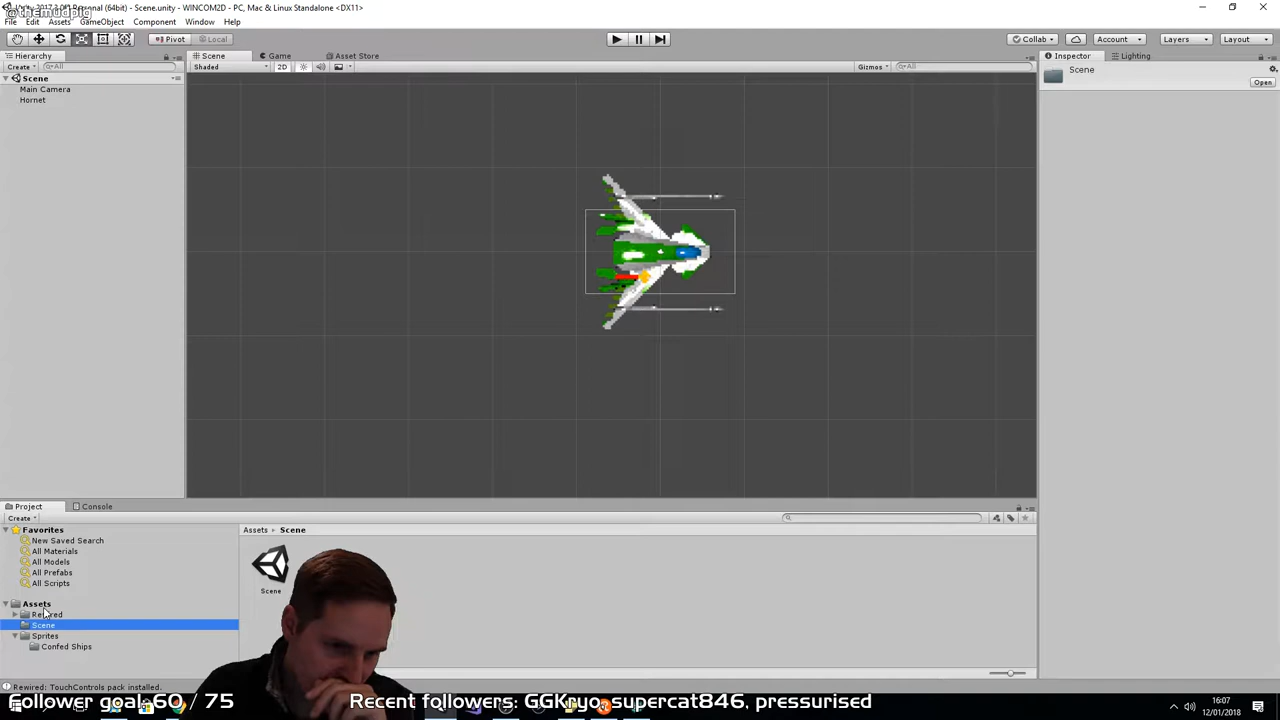 @themudpig
Scene.unity - WINCOM2D - PC, Mac & Linux Standalone <DX11>
File Edit Assets GameObject Component Window Help
Pivot Local Collab Account Layers Layout
Hierarchy Scene Game Asset Store Inspector Lighting
Create All Shaded 2D Gizmos All Scene
Scene Open
Main Camera
Hornet
Project Console
Create
Favorites Assets Scene
New Saved Search
All Materials
All Models
All Prefabs
All Scripts
Scene
Assets
Scene
Sprites
Confed Ships
Rewired: TouchControls pack installed.
Follower goal:60 / 75 Recent followers: GGKryo, supercat846, pressurised
16:07
12/01/2018